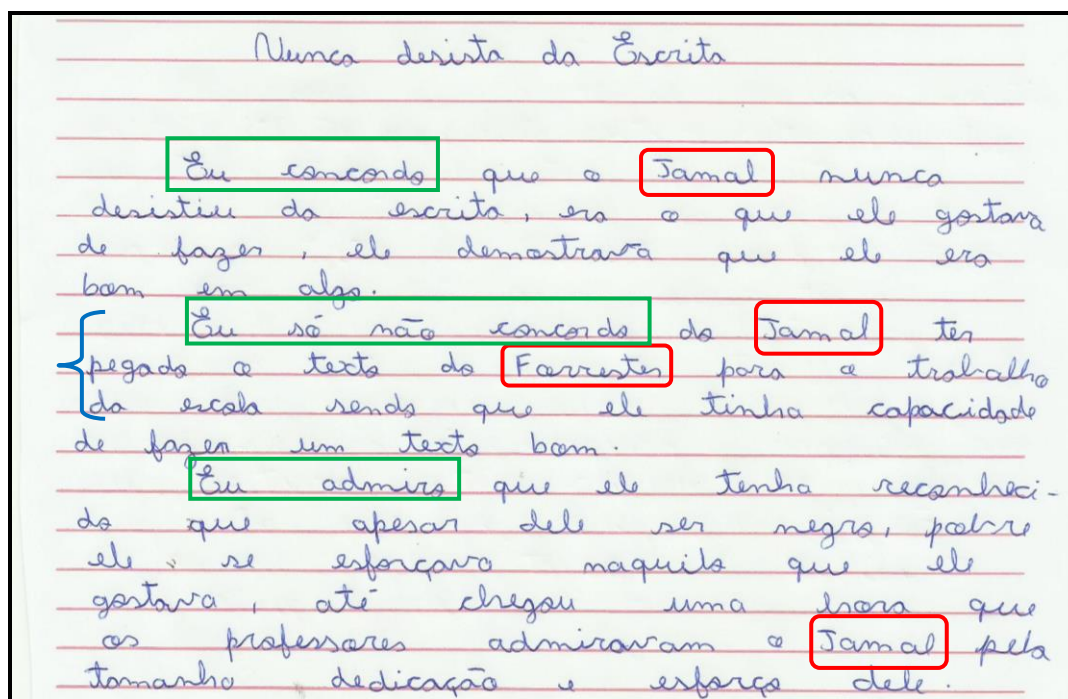 Nunca desista da Escrita
Eu concordo que o Jamal nunca
desistiu da escrita, era o que ele gostava
de fazer, ele demostrava que ele era
bom em algo.
Eu só não concordo do Jamal ter
pegado o texto do Forrester para o trabalho
da escola sendo que ele tinha capacidade
de fazer um texto bom.
Eu admiro que ele tenha reconheci-
do que apesar dele ser negro, pobre
ele se esforçava naquilo que ele
gostava, até chegou uma hora que
os professores admiravam o Jamal pelo
tamanho dedicação e esforço dele.